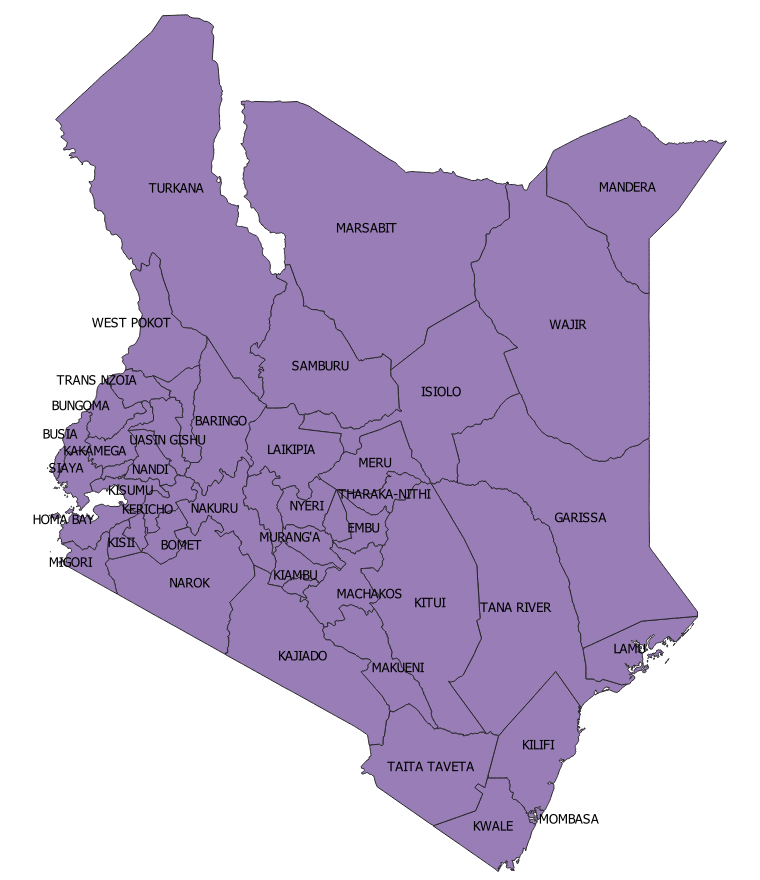 MANDERA
TURKANA
MARSABIT
WEST POKOT
WAJIR
SAMBURU
TRANS NZOIA
ISIOLO
BUNGOMA
BARINGO
BUSIA
UASIN GISHU
KAKAMEGA
LAIKIPIA
SIAYA
NANDI
MERU
KISUMU
THARAKA-NITHI
KERICHO
NAKURU
NYERI
HOMA BAY
GARISSA
EMBU
KISII
BOMET
MURANG'A
MIGORI
NAROK
KIAMBU
MACHAKOS
KITUI
TANA RIVER
LAMU
KAJIADO
MAKUENI
KILIFI
TAITA TAVETA
KWALE
MOMBASA